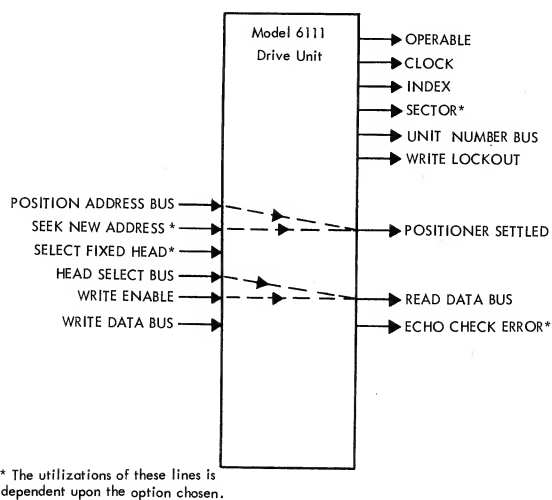 Model 6111
Drive Unit
OPERABLE
CLOCK
INDEX
SECTOR*
UNIT NUMBER BUS
WRITE LOCKOUT
POSITION ADDRESS BUS
SEEK NEW ADDRESS *
POSITIONER SETTLED
SELECT FIXED HEAD*
HEAD SELECT BUS
WRITE ENABLE
READ DATA BUS
WRITE DATA BUS
ECHO CHECK ERROR*
* The utilizations of these lines is
dependent upon the option chosen.